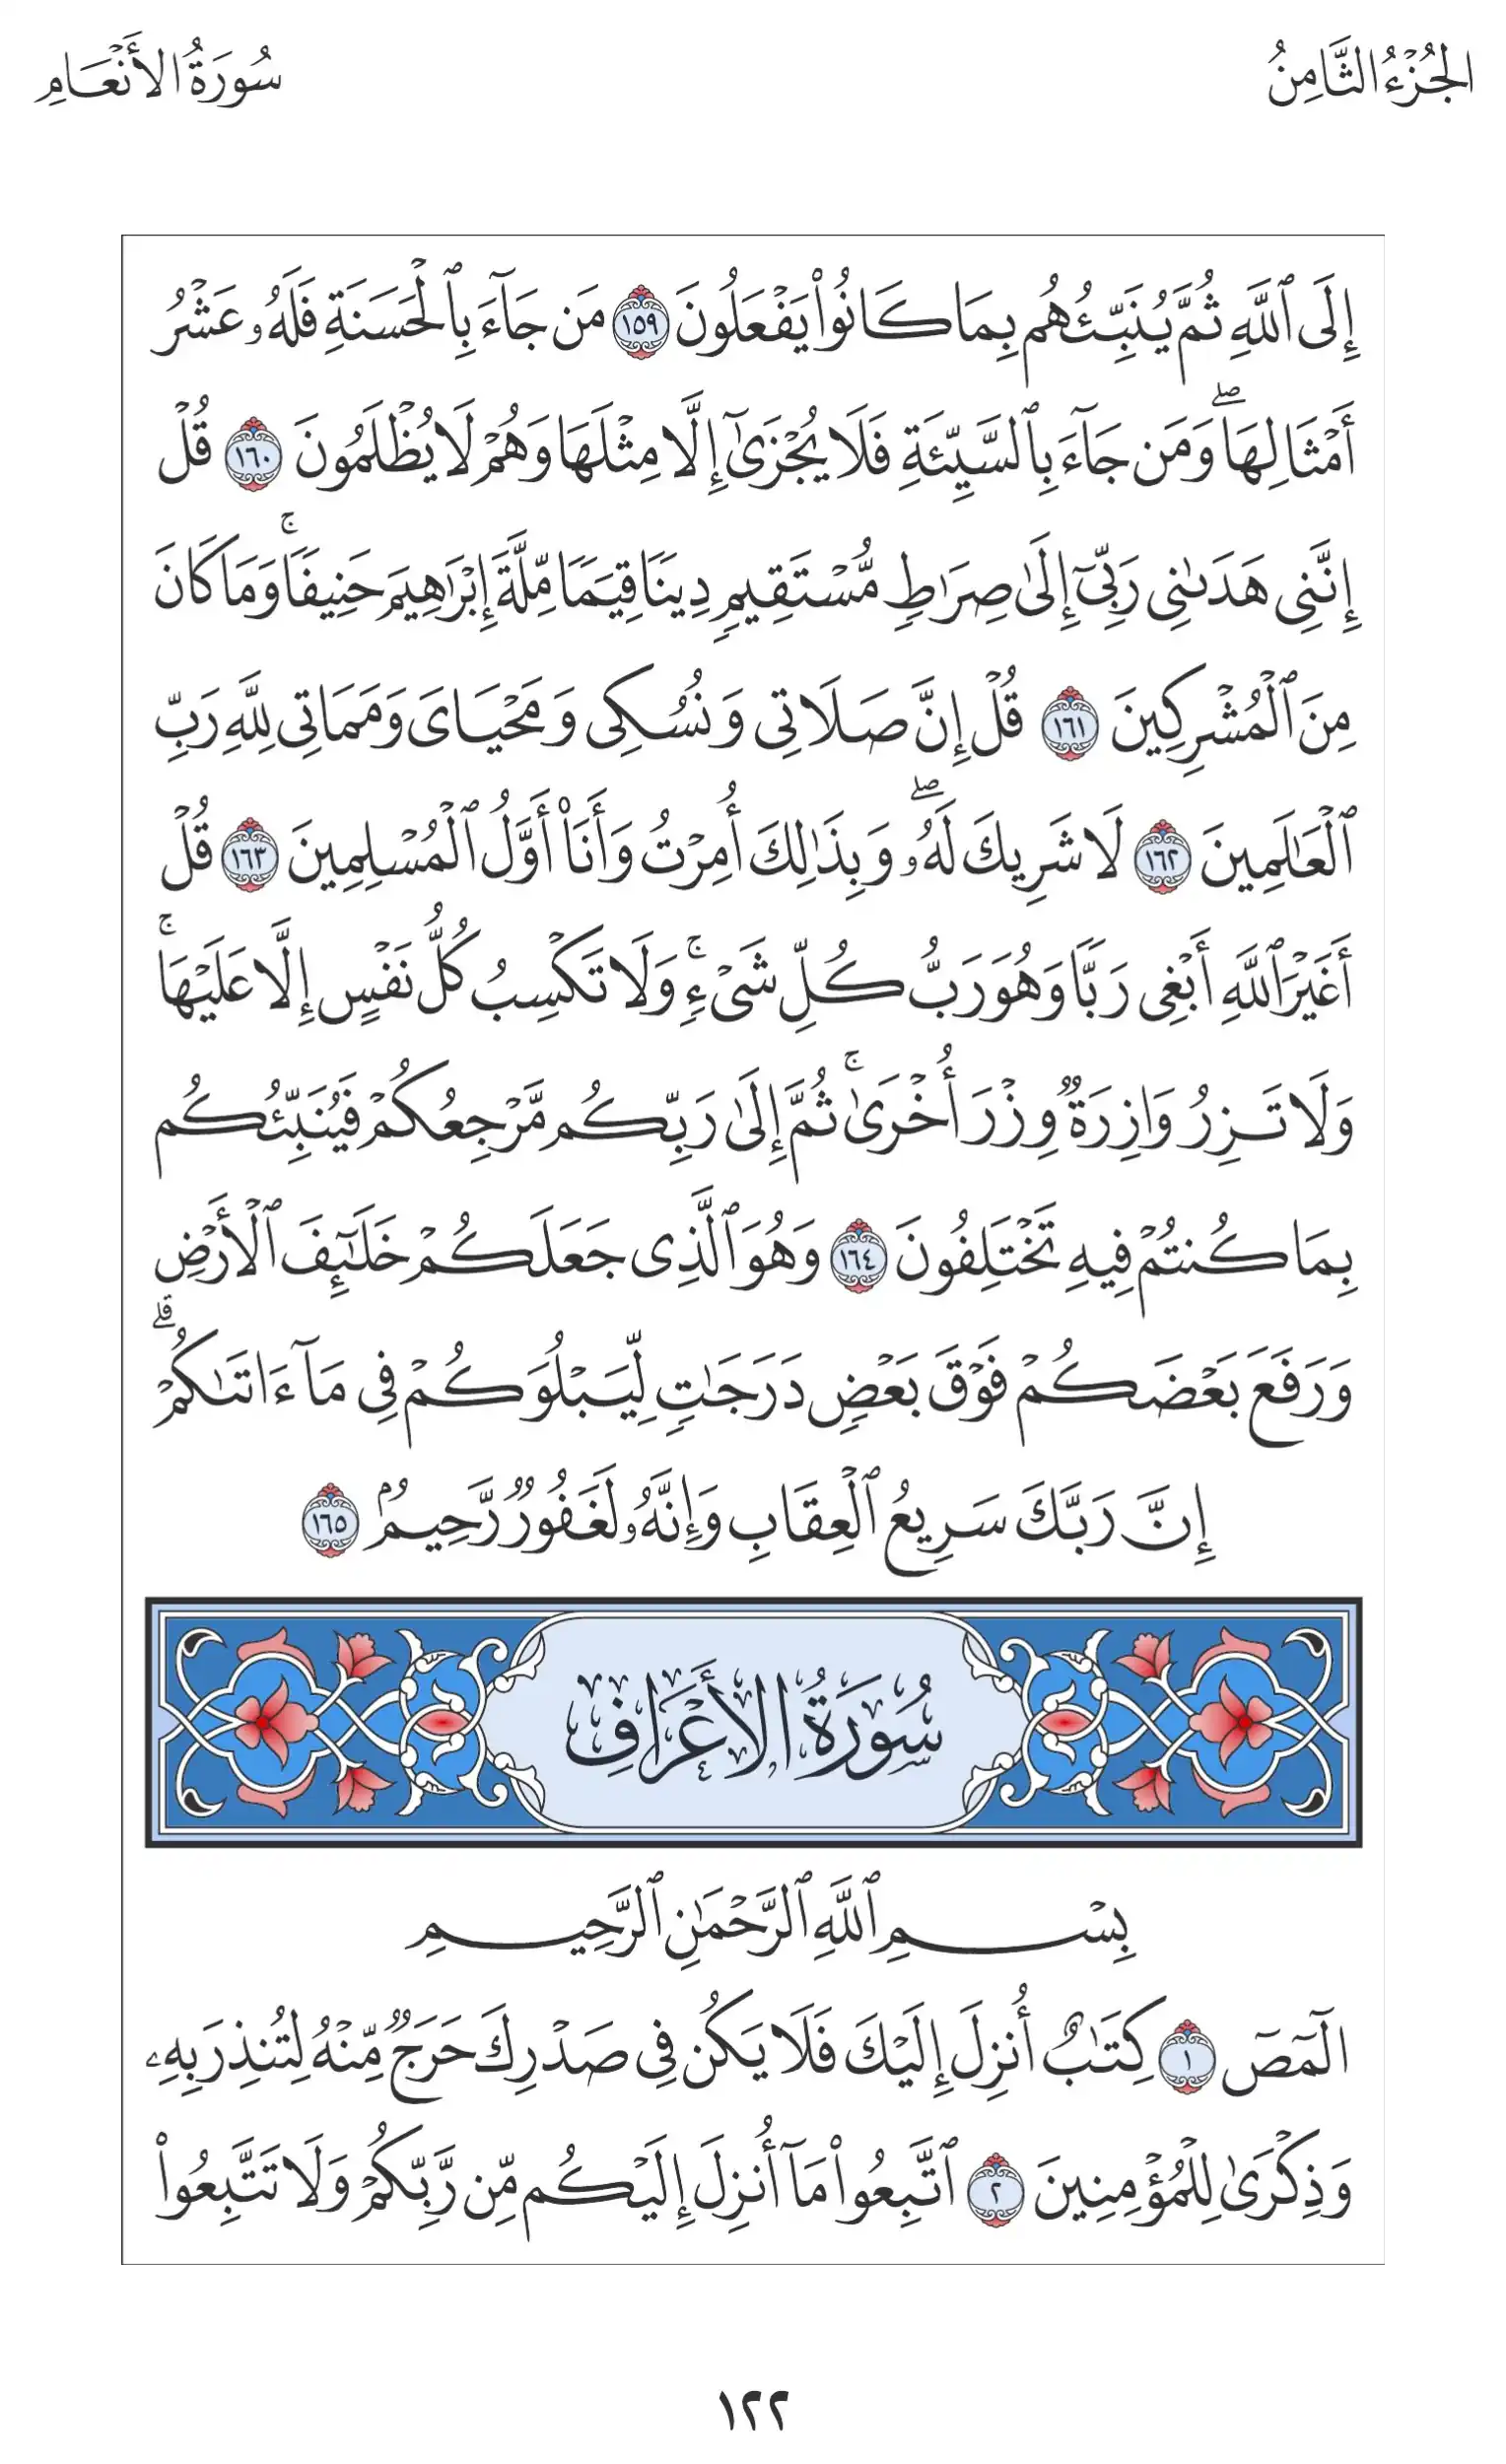 الجُزْءُ الثَّامِنُ
سُورَةُ الأَنْعَامِ
إِلَى ٱللَّهِ ثُمَّ يُنَبِّئُهُم بِمَا كَانُوا۟ يَفْعَلُونَ ١٥٩ مَن جَآءَ بِٱلْحَسَنَةِ فَلَهُۥ عَشْرُ
أَمْثَالِهَا ۖ وَمَن جَآءَ بِٱلسَّيِّئَةِ فَلَا يُجْزَىٰٓ إِلَّا مِثْلَهَا وَهُمْ لَا يُظْلَمُونَ ١٦٠ قُلْ
إِنَّنِى هَدَىٰنِى رَبِّىٓ إِلَىٰ صِرَٰطٍ مُّسْتَقِيمٍ دِينًا قِيَمًا مِّلَّةَ إِبْرَٰهِيمَ حَنِيفًا ۚ وَمَا كَانَ
مِنَ ٱلْمُشْرِكِينَ ١٦١ قُلْ إِنَّ صَلَاتِى وَنُسُكِى وَمَحْيَاىَ وَمَمَاتِى لِلَّهِ رَبِّ
ٱلْعَٰلَمِينَ ١٦٢ لَا شَرِيكَ لَهُۥ ۖ وَبِذَٰلِكَ أُمِرْتُ وَأَنَا۠ أَوَّلُ ٱلْمُسْلِمِينَ ١٦٣ قُلْ
أَغَيْرَ ٱللَّهِ أَبْغِى رَبًّا وَهُوَ رَبُّ كُلِّ شَىْءٍ ۚ وَلَا تَكْسِبُ كُلُّ نَفْسٍ إِلَّا عَلَيْهَا ۚ
وَلَا تَزِرُ وَازِرَةٌ وِزْرَ أُخْرَىٰ ۚ ثُمَّ إِلَىٰ رَبِّكُم مَّرْجِعُكُمْ فَيُنَبِّئُكُم
بِمَا كُنتُمْ فِيهِ تَخْتَلِفُونَ ١٦٤ وَهُوَ ٱلَّذِى جَعَلَكُمْ خَلَٰٓئِفَ ٱلْأَرْضِ
وَرَفَعَ بَعْضَكُمْ فَوْقَ بَعْضٍ دَرَجَٰتٍ لِّيَبْلُوَكُمْ فِى مَآ ءَاتَىٰكُمْ ۗ
إِنَّ رَبَّكَ سَرِيعُ ٱلْعِقَابِ وَإِنَّهُۥ لَغَفُورٌ رَّحِيمٌۢ ١٦٥
سُورَةُ الأَعْرَافِ
بِسْمِ ٱللَّهِ ٱلرَّحْمَٰنِ ٱلرَّحِيمِ
الٓمٓصٓ ١ كِتَٰبٌ أُنزِلَ إِلَيْكَ فَلَا يَكُن فِى صَدْرِكَ حَرَجٌ مِّنْهُ لِتُنذِرَ بِهِۦ
وَذِكْرَىٰ لِلْمُؤْمِنِينَ ٢ ٱتَّبِعُوا۟ مَآ أُنزِلَ إِلَيْكُم مِّن رَّبِّكُمْ وَلَا تَتَّبِعُوا۟
١٢٢